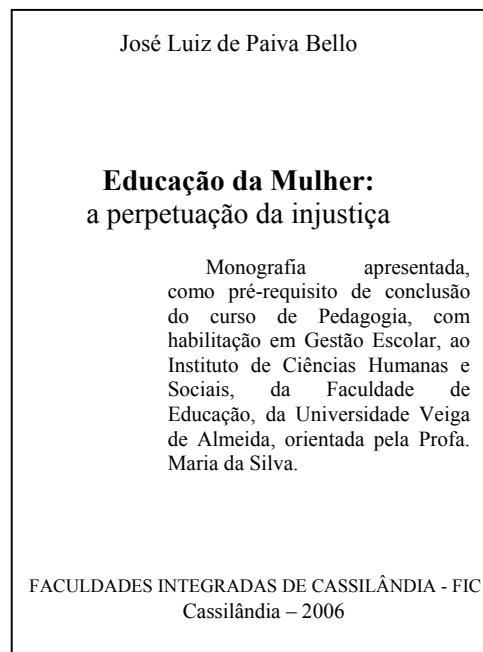 José Luiz de Paiva Bello
Educação da Mulher:
a perpetuação da injustiça
Monografia apresentada,
como pré-requisito de conclusão
do curso de Pedagogia, com
habilitação em Gestão Escolar, ao
Instituto de Ciências Humanas e
Sociais, da Faculdade de
Educação, da Universidade Veiga
de Almeida, orientada pela Profa.
Maria da Silva.
FACULDADES INTEGRADAS DE CASSILÂNDIA - FIC
Cassilândia – 2006